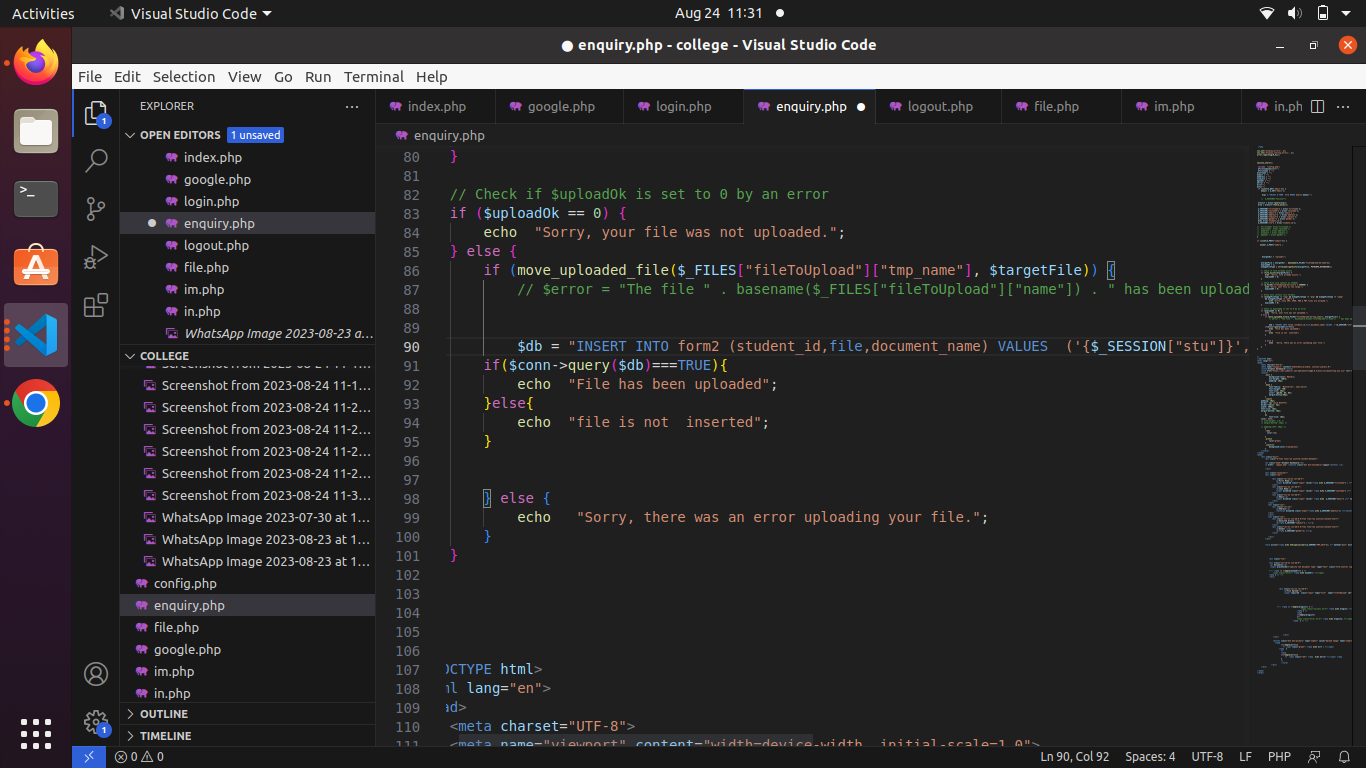 Activities
Visual Studio Code
Aug 24 11:31
enquiry.php - college - Visual Studio Code
File Edit Selection View Go Run Terminal Help
EXPLORER
OPEN EDITORS 1 unsaved
index.php
google.php
login.php
enquiry.php
logout.php
file.php
im.php
in.php
WhatsApp Image 2023-08-23 a...
COLLEGE
Screenshot from 2023-08-24 11-1...
Screenshot from 2023-08-24 11-2...
Screenshot from 2023-08-24 11-2...
Screenshot from 2023-08-24 11-2...
Screenshot from 2023-08-24 11-2...
Screenshot from 2023-08-24 11-3...
WhatsApp Image 2023-07-30 at 1...
WhatsApp Image 2023-08-23 at 1...
WhatsApp Image 2023-08-23 at 1...
config.php
enquiry.php
file.php
google.php
im.php
in.php
OUTLINE
TIMELINE
index.php google.php login.php enquiry.php logout.php file.php im.php in.ph
enquiry.php
80 }
81
82 // Check if $uploadOk is set to 0 by an error
83 if ($uploadOk == 0) {
84 echo  "Sorry, your file was not uploaded.";
85 } else {
86 if (move_uploaded_file($_FILES["fileToUpload"]["tmp_name"], $targetFile)) {
87 // $error = "The file " . basename($_FILES["fileToUpload"]["name"]) . " has been upload
88
89
90 $db = "INSERT INTO form2 (student_id,file,document_name) VALUES  ('{$_SESSION["stu"]}',
91 if($conn->query($db)===TRUE){
92 echo  "File has been uploaded";
93 }else{
94 echo  "file is not  inserted";
95 }
96
97
98 } else {
99 echo   "Sorry, there was an error uploading your file.";
100 }
101 }
102
103
104
105
106
107 OCTYPE html>
108 ml lang="en">
109 ad>
110 <meta charset="UTF-8">
111 <meta name="viewport" content="width=device-width, initial-scale=1.0">
0 0
Ln 90, Col 92 Spaces: 4 UTF-8 LF PHP